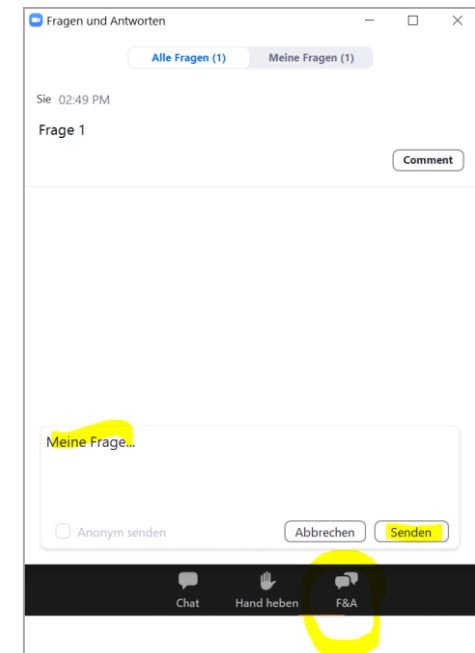 Fragen und Antworten
Alle Fragen (1) Meine Fragen (1)
Sie 02:49 PM
Frage 1
Comment
Meine Frage...
Anonym senden Abbrechen Senden
Chat Hand heben F&A